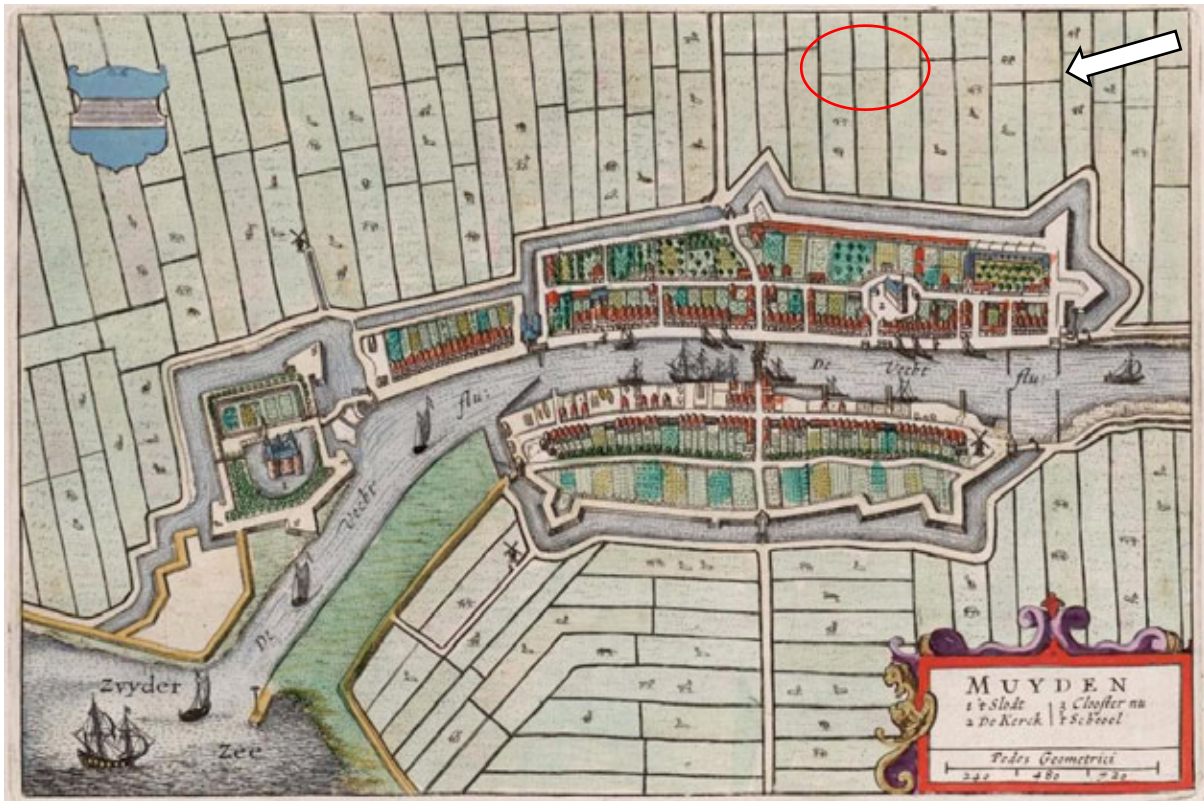 De Vecht flu:
flu:
Vecht
De
Zvyder
Zee
MUYDEN
1 't Slodt
2 De Kerck
3 Clooster nu
't Schoel
Pedes Geometrici
240 480 720